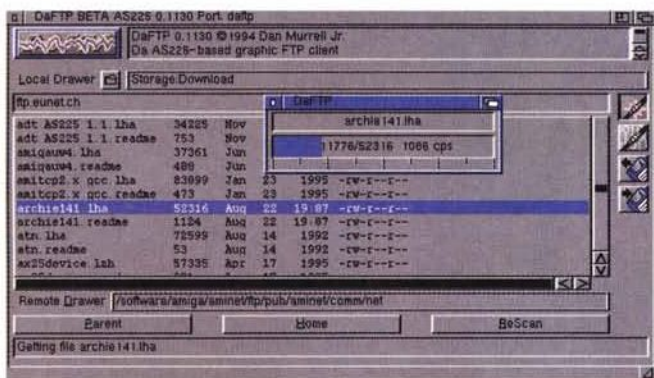 DaFTP BETA AS225 0.1130 Port: daftp
DaFTP 0.1130 ©1994 Dan Murrell Jr.
Da AS225-based graphic FTP client
Local Drawer Storage:Download
ftp.eunet.ch
DaFTP
archie141.lha
11776/52316 1086 cps
adt AS225 1.1.lha 34225 Nov
adt AS225 1.1.readme 753 Nov
amiqauw4.lha 37361 Jun
amiqauw4.readme 488 Jun
amitcp2.x gcc.lha 83899 Jan 23 1995 -rw-r--r--
amitcp2.x gcc.readme 473 Jan 23 1995 -rw-r--r--
archie141.lha 52316 Aug 22 19:07 -rw-r--r--
archie141.readme 1124 Aug 22 19:07 -rw-r--r--
atn.lha 72599 Aug 14 1992 -rw-r--r--
atn.readme 53 Aug 14 1992 -rw-r--r--
ax25device.lzh 57335 Apr 17 1995 -rw-r--r--
Remote Drawer /software/amiga/aminet/ftp/pub/aminet/comm/net
Parent Home ReScan
Getting file archie141.lha